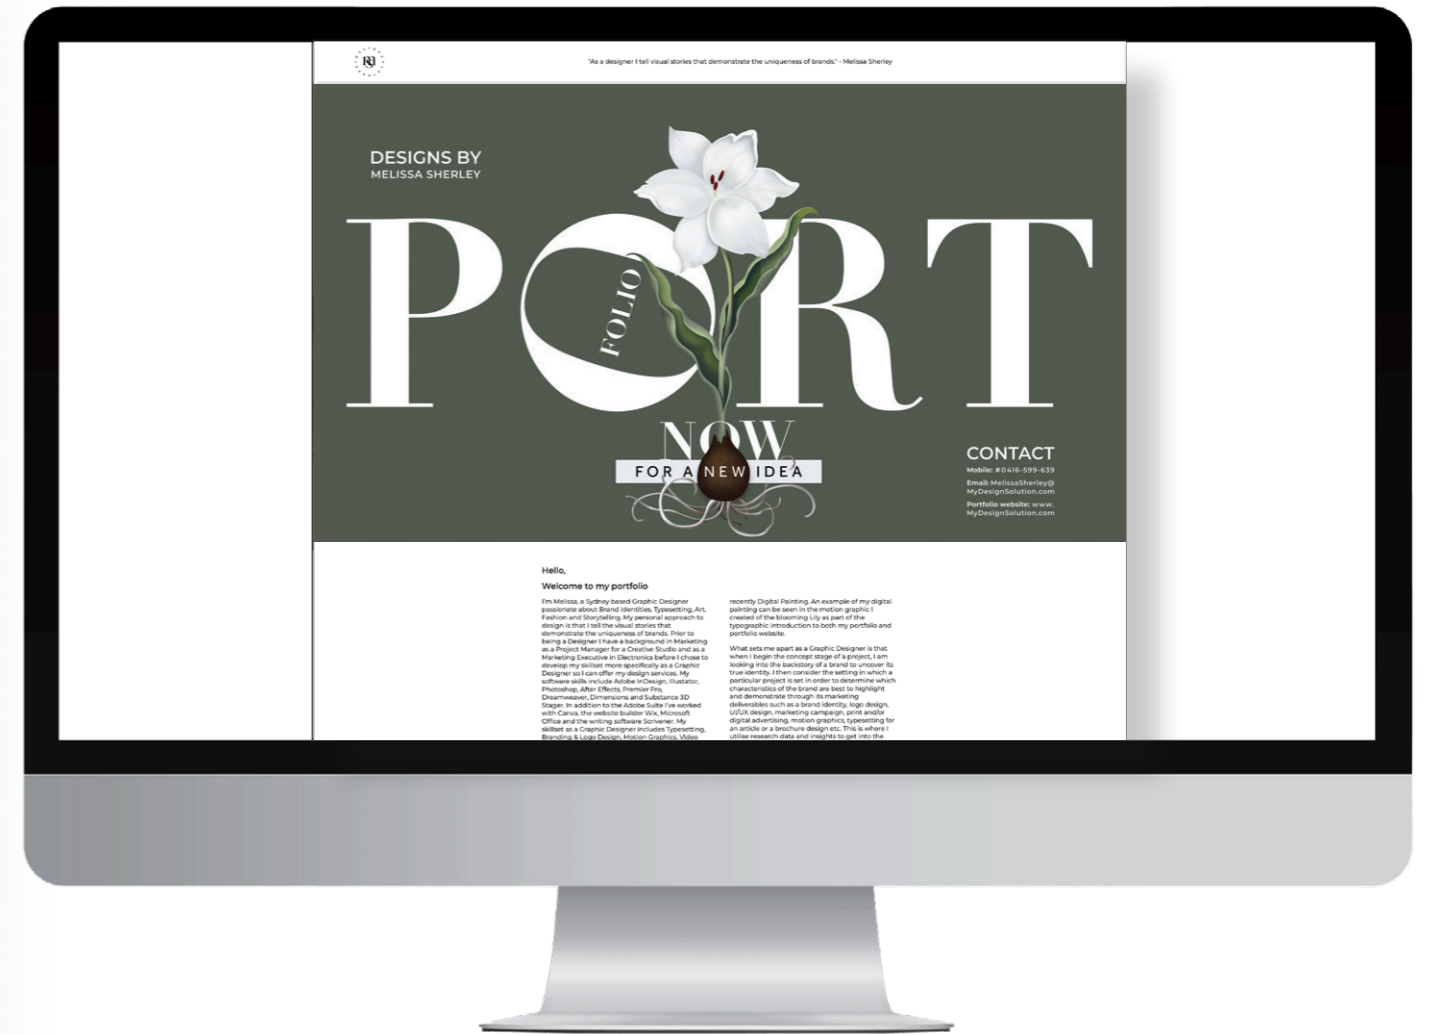 "As a designer I tell visual stories that demonstrate the uniqueness of brands." - Melissa Sherley
DESIGNS BY
MELISSA SHERLEY
PORT
FOLIO
NOW
FOR A NEW IDEA
CONTACT
Mobile: #0416-599-639
Email: MelissaSherley@
MyDesignSolution.com
Portfolio website: www.
MyDesignSolution.com
Hello,
Welcome to my portfolio
I'm Melissa, a Sydney based Graphic Designer
passionate about Brand Identities, Typesetting, Art,
Fashion and Storytelling. My personal approach to
design is that I tell the visual stories that
demonstrate the uniqueness of brands. Prior to
being a Designer I have a background in Marketing
as a Project Manager for a Creative Studio and as a
Marketing Executive in Electronics before I chose to
develop my skillset more specifically as a Graphic
Designer so I can offer my design services. My
software skills include Adobe InDesign, Illustator,
Photoshop, After Effects, Premier Pro,
Dreamweaver, Dimensions and Substance 3D
Stager. In addition to the Adobe Suite I've worked
with Canva, the website builder Wix, Microsoft
Office and the writing software Scrivener. My
skillset as a Graphic Designer includes Typesetting,
Branding & Logo Design, Motion Graphics, Video
recently Digital Painting. An example of my digital
painting can be seen in the motion graphic I
created of the blooming Lily as part of the
typographic introduction to both my portfolio and
portfolio website.
What sets me apart as a Graphic Designer is that
when I begin the concept stage of a project, I am
looking into the backstory of a brand to uncover its
true identity. I then consider the setting in which a
particular project is set in order to determine which
characteristics of the brand are best to highlight
and demonstrate through its marketing
deliverables such as a brand identity, logo design,
UI/UX design, marketing campaign, print and/or
digital advertising, motion graphics, typesetting for
an article or a brochure design etc. This is where I
utilise research data and insights to get into the